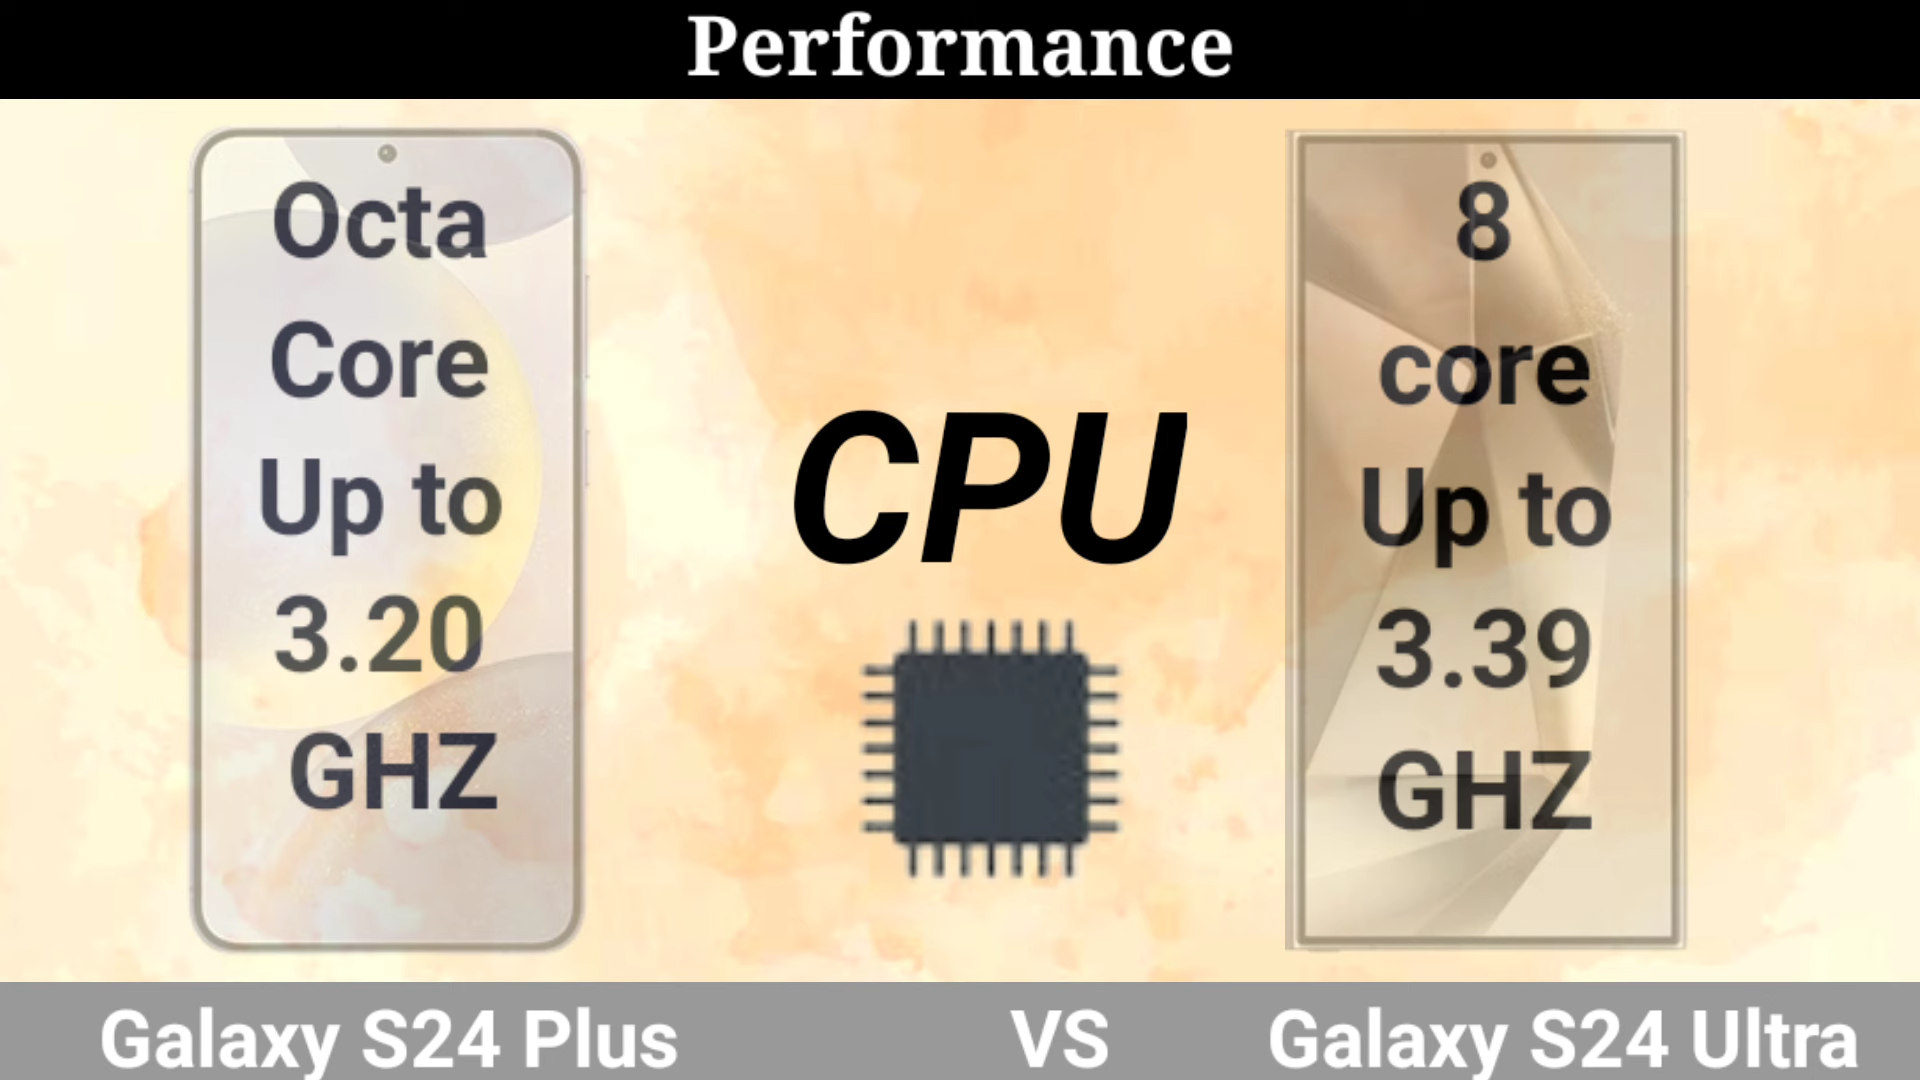 Performance
Octa
Core
Up to
3.20
GHZ
CPU
8
core
Up to
3.39
GHZ
Galaxy S24 Plus VS Galaxy S24 Ultra